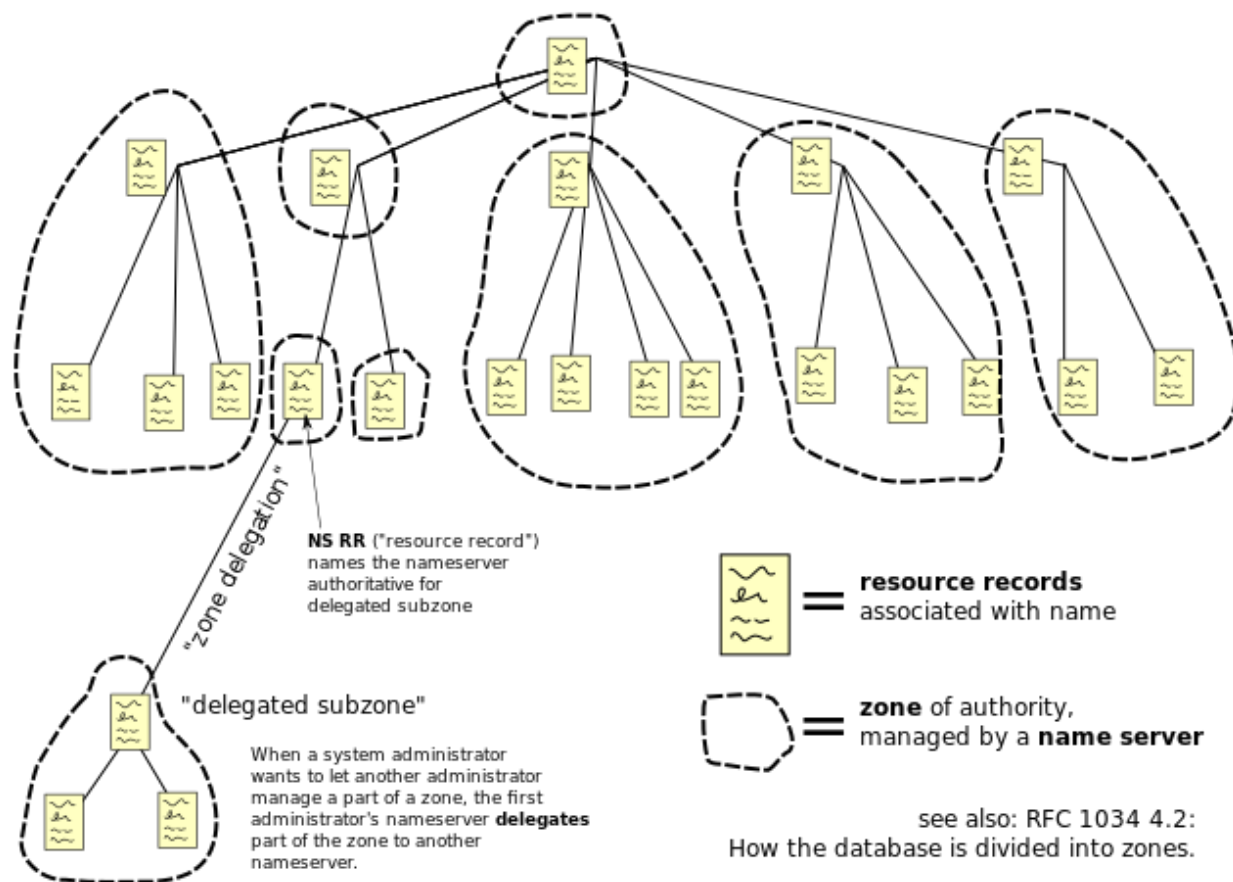 "zone delegation"
NS RR ("resource record")
names the nameserver
authoritative for
delegated subzone
resource records
associated with name
"delegated subzone"
zone of authority,
managed by a name server
When a system administrator
wants to let another administrator
manage a part of a zone, the first
administrator's nameserver delegates
part of the zone to another
nameserver.
see also: RFC 1034 4.2:
How the database is divided into zones.